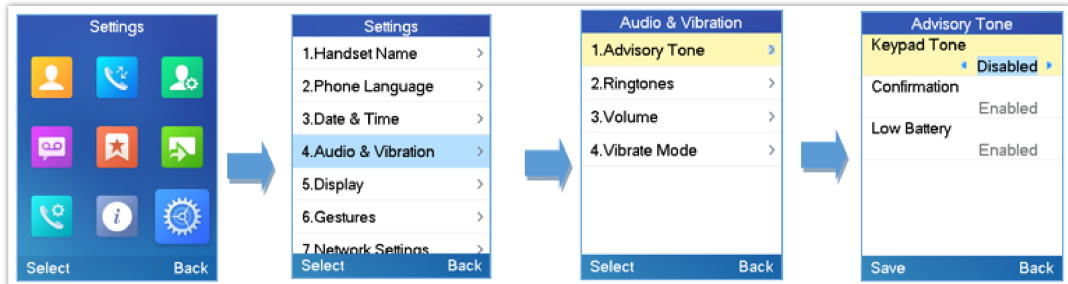 Settings
Select Back
Settings
1.Handset Name
2.Phone Language
3.Date & Time
4.Audio & Vibration
5.Display
6.Gestures
7.Network Settings
Select Back
Audio & Vibration
1.Advisory Tone
2.Ringtones
3.Volume
4.Vibrate Mode
Select Back
Advisory Tone
Keypad Tone
Disabled
Confirmation
Enabled
Low Battery
Enabled
Save Back